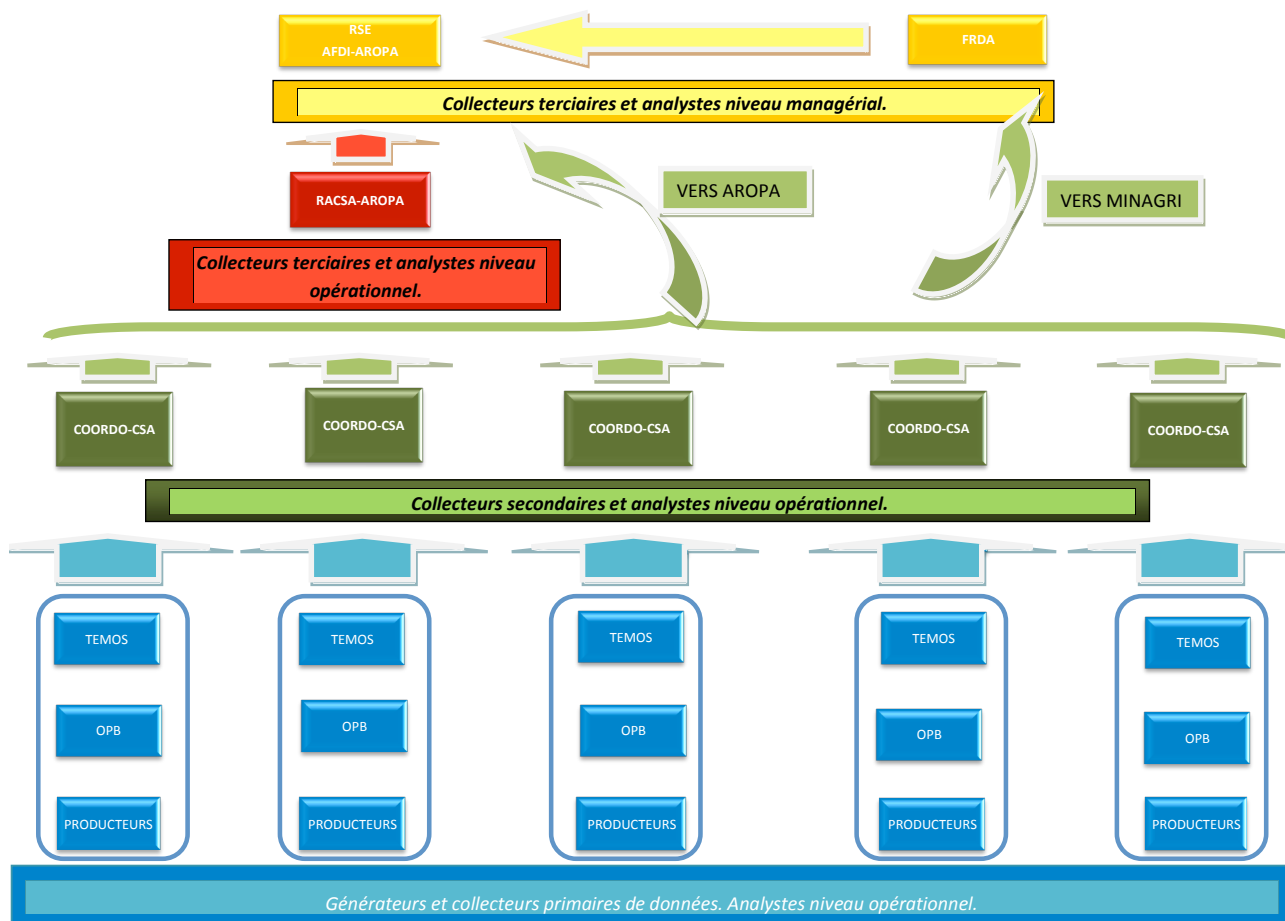 RSE
AFDI-AROPA
FRDA
Collecteurs terciaires et analystes niveau managérial.
RACSA-AROPA
VERS AROPA
VERS MINAGRI
Collecteurs terciaires et analystes niveau
opérationnel.
COORDO-CSA
COORDO-CSA
COORDO-CSA
COORDO-CSA
COORDO-CSA
Collecteurs secondaires et analystes niveau opérationnel.
TEMOS
TEMOS
TEMOS
TEMOS
TEMOS
OPB
OPB
OPB
OPB
OPB
PRODUCTEURS
PRODUCTEURS
PRODUCTEURS
PRODUCTEURS
PRODUCTEURS
Générateurs et collecteurs primaires de données. Analystes niveau opérationnel.